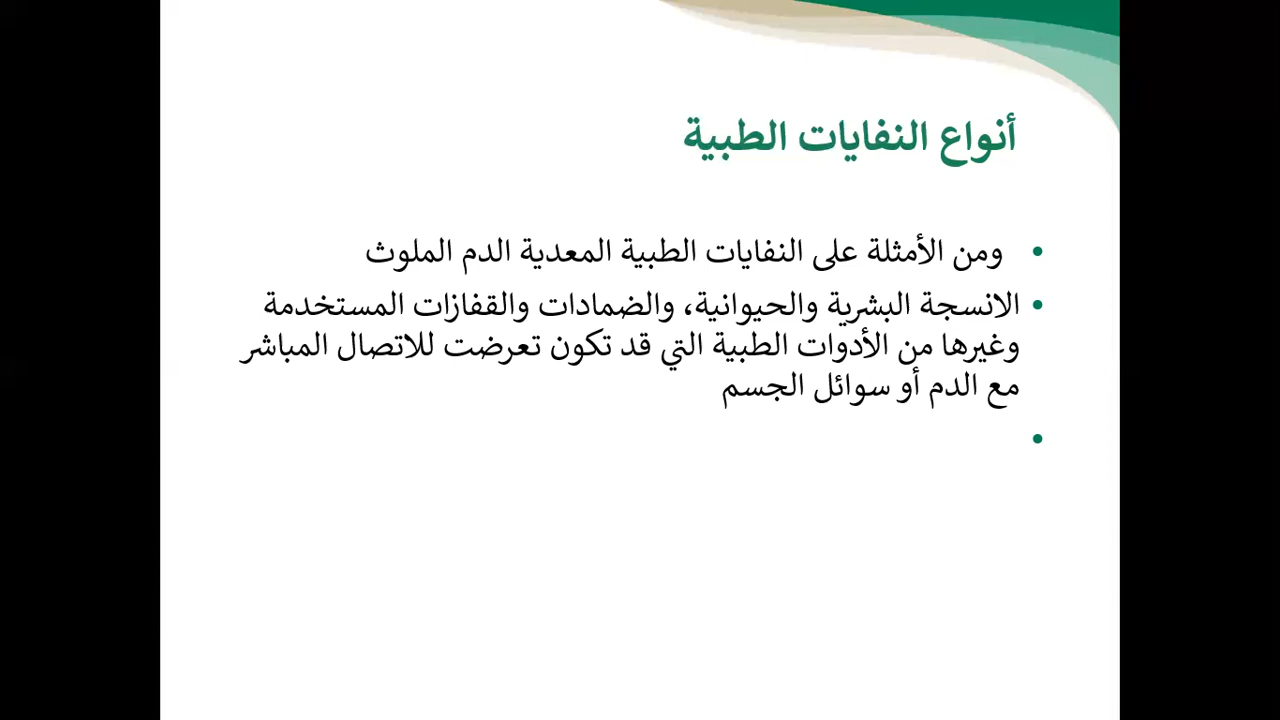 أنواع النفايات الطبية
• ومن الأمثلة على النفايات الطبية المعدية الدم الملوث
• الانسجة البشرية والحيوانية، والضمادات والقفازات المستخدمة
وغيرها من الأدوات الطبية التي قد تكون تعرضت للاتصال المباشر
مع الدم أو سوائل الجسم
•